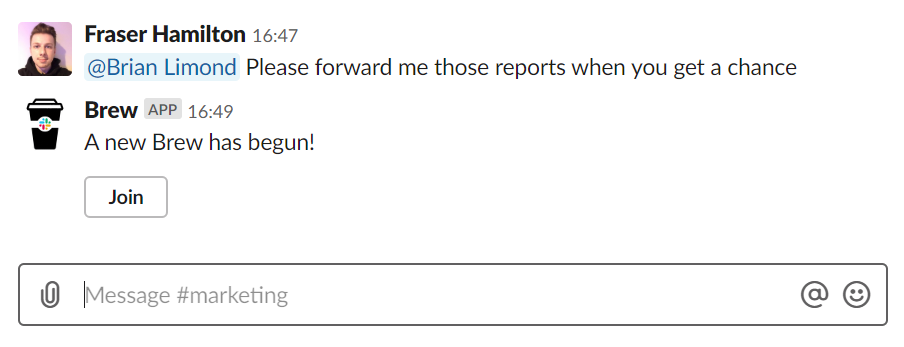 Fraser Hamilton 16:47
@Brian Limond Please forward me those reports when you get a chance
Brew APP 16:49
A new Brew has begun!
Join
Message #marketing